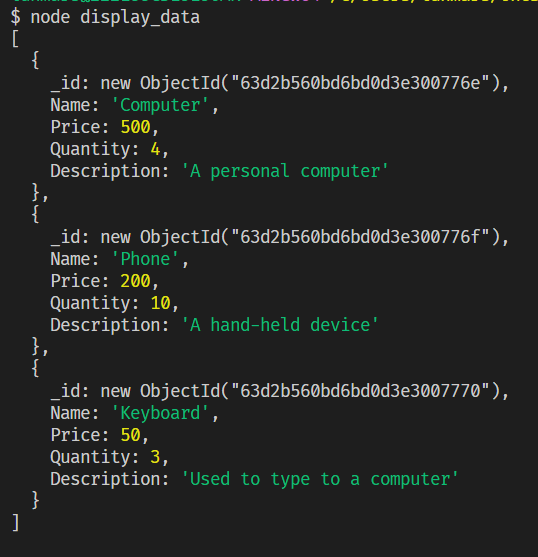 $ node display_data
[
  {
    _id: new ObjectId("63d2b560bd6bd0d3e300776e"),
    Name: 'Computer',
    Price: 500,
    Quantity: 4,
    Description: 'A personal computer'
  },
  {
    _id: new ObjectId("63d2b560bd6bd0d3e300776f"),
    Name: 'Phone',
    Price: 200,
    Quantity: 10,
    Description: 'A hand-held device'
  },
  {
    _id: new ObjectId("63d2b560bd6bd0d3e3007770"),
    Name: 'Keyboard',
    Price: 50,
    Quantity: 3,
    Description: 'Used to type to a computer'
  }
]